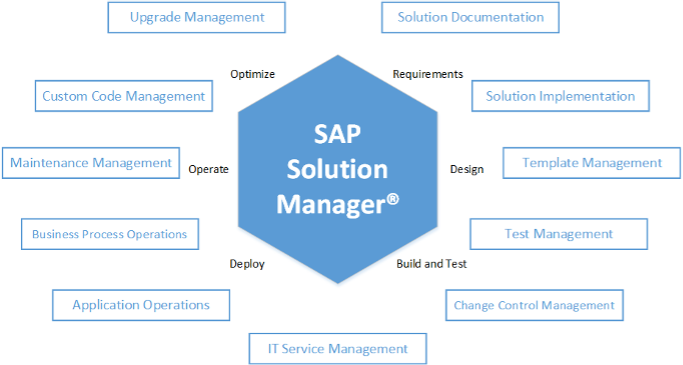 Upgrade Management
Solution Documentation
Optimize
Requirements
Custom Code Management
Solution Implementation
SAP
Solution
Manager®
Maintenance Management
Operate
Design
Template Management
Business Process Operations
Test Management
Deploy
Build and Test
Application Operations
Change Control Management
IT Service Management